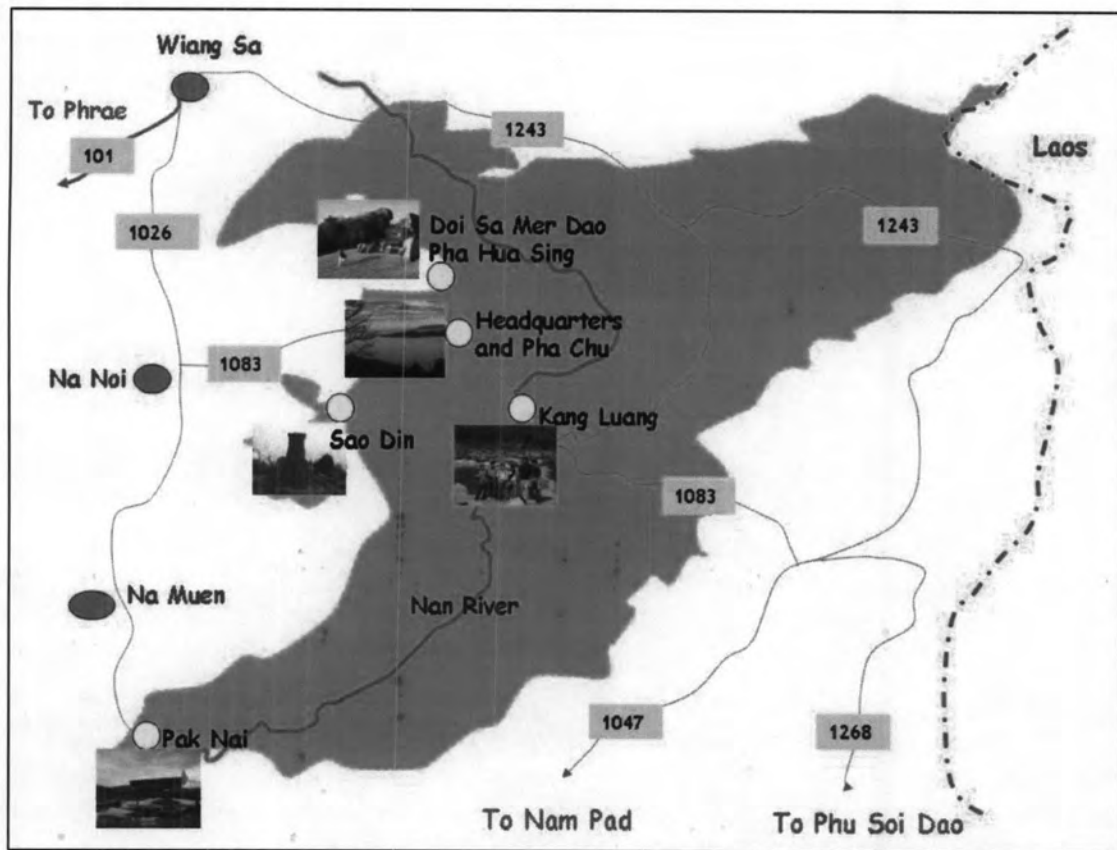 Wiang Sa
To Phrae
101
1243
Laos
1026
Doi Sa Mer Dao
Pha Hua Sing
1243
Headquarters
and Pha Chu
1083
Na Noi
Kang Luang
Sao Din
1083
Na Muen
Nan River
Pak Nai
1047
1268
To Nam Pad
To Phu Soi Dao